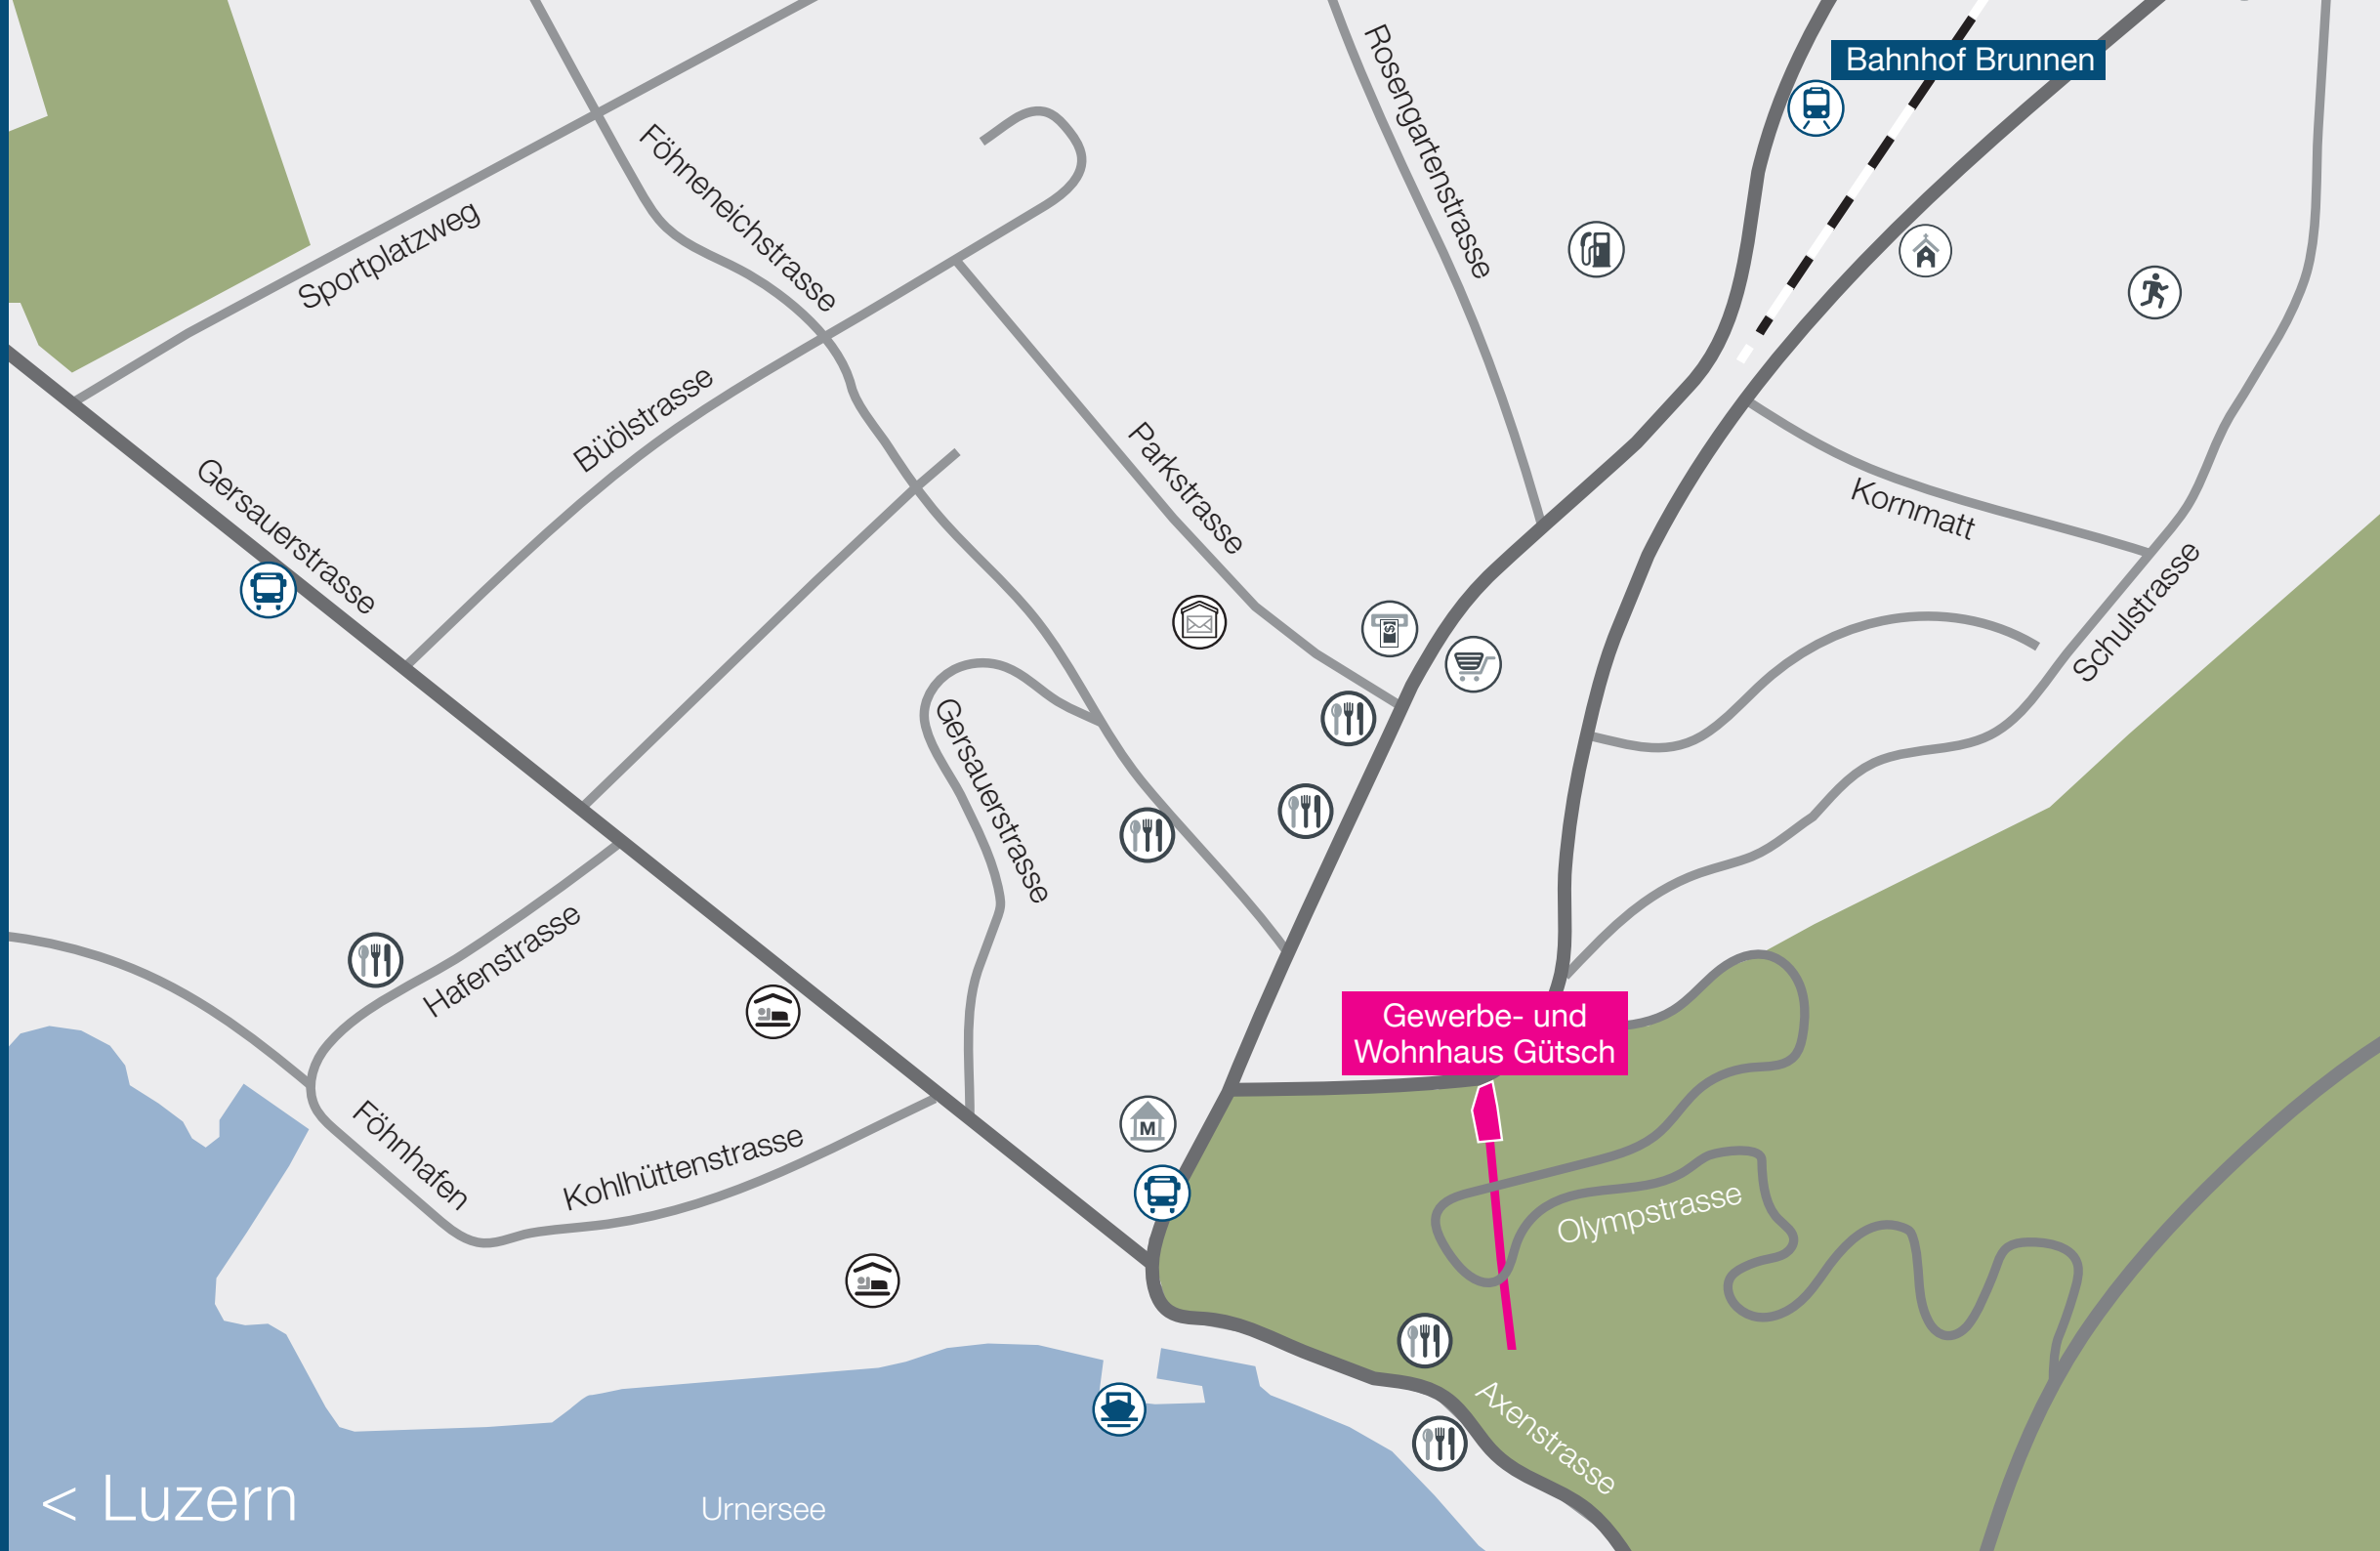 Bahnhof Brunnen
Rosengartenstrasse
Föhneneichstrasse
Sportplatzweg
Büölstrasse
Parkstrasse
Gersauerstrasse
Kornmatt
Schulstrasse
Gersauerstrasse
Hafenstrasse
Gewerbe- und
Wohnhaus Gütsch
Föhnhafen
M
Kohlhüttenstrasse
Olympstrasse
Axenstrasse
< Luzern
Urnersee